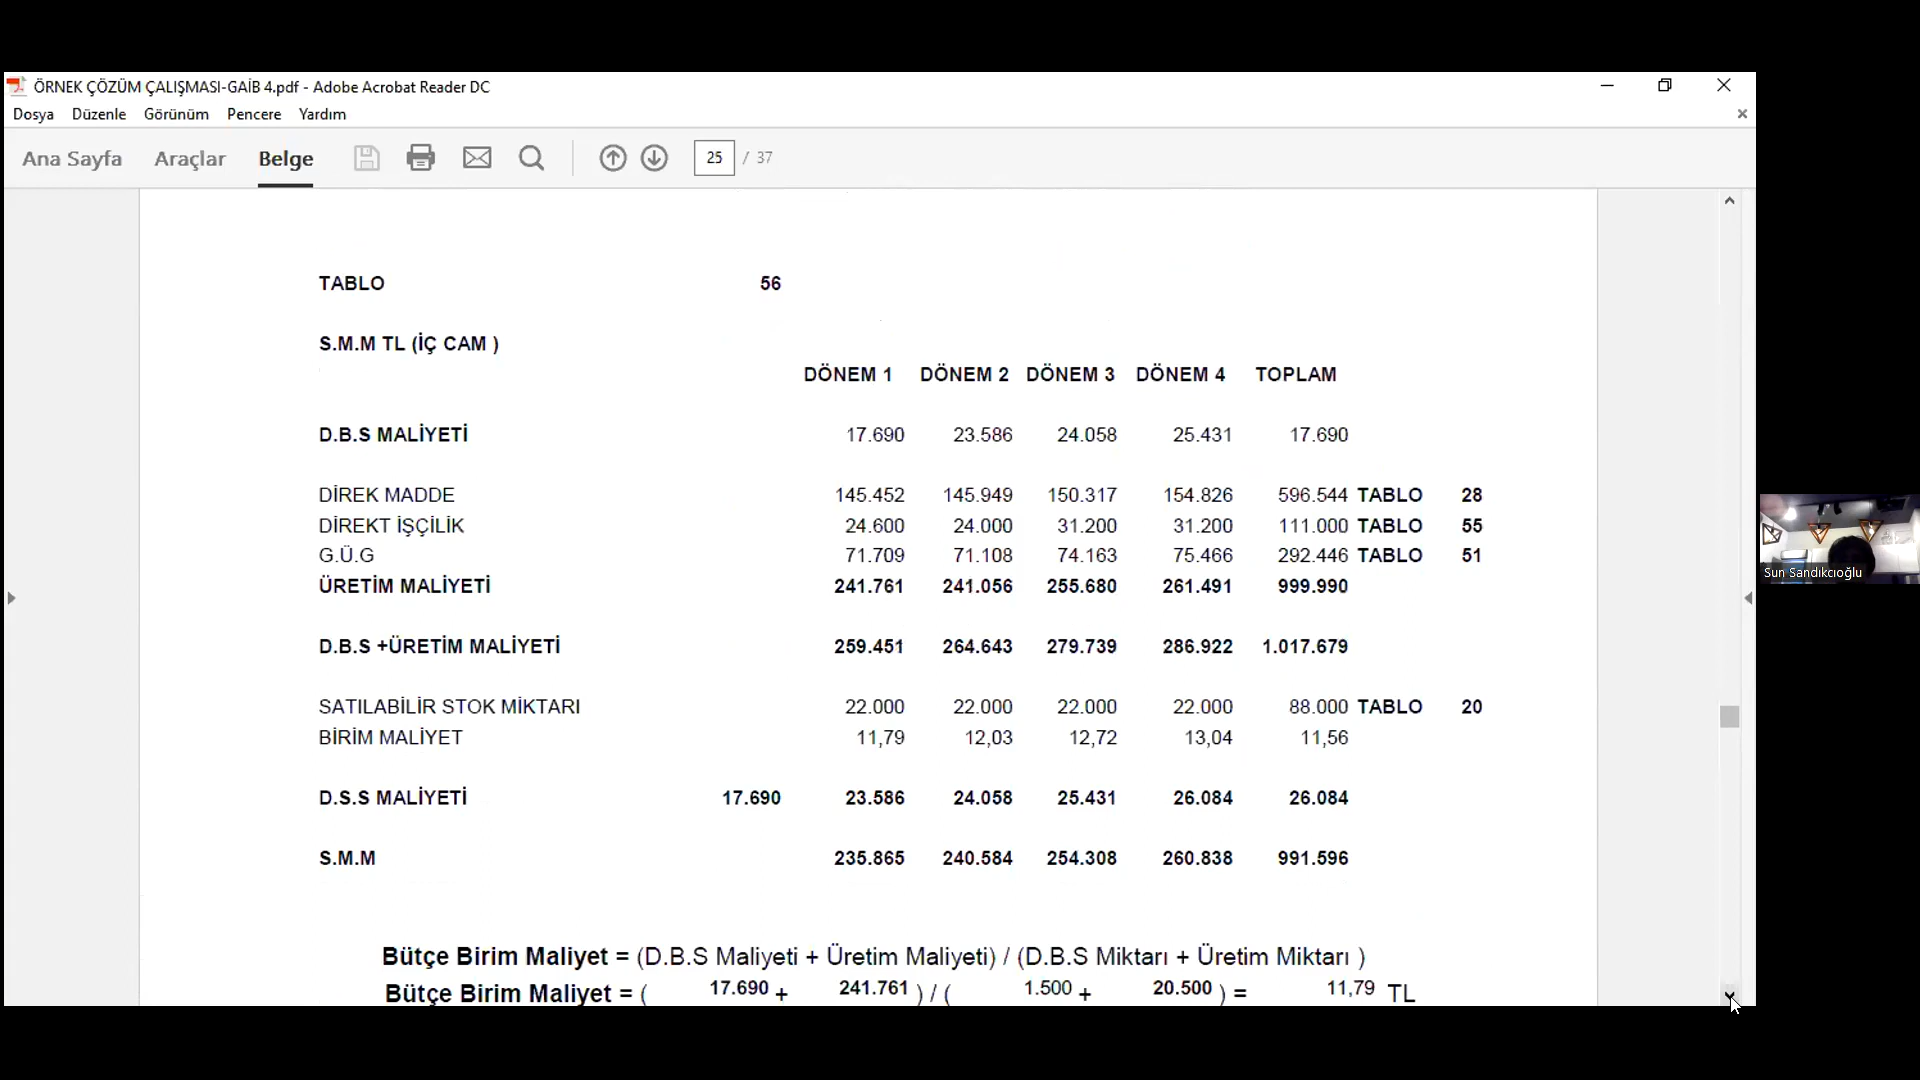 ÖRNEK ÇÖZÜM ÇALIŞMASI-GAİB 4.pdf - Adobe Acrobat Reader DC
Dosya Düzenle Görünüm Pencere Yardım
Ana Sayfa Araçlar Belge 25 / 37
TABLO 56
S.M.M TL (İÇ CAM )
DÖNEM 1 DÖNEM 2 DÖNEM 3 DÖNEM 4 TOPLAM
D.B.S MALİYETİ 17.690 23.586 24.058 25.431 17.690
DİREK MADDE 145.452 145.949 150.317 154.826 596.544 TABLO 28
DİREKT İŞÇİLİK 24.600 24.000 31.200 31.200 111.000 TABLO 55
G.Ü.G 71.709 71.108 74.163 75.466 292.446 TABLO 51
ÜRETİM MALİYETİ 241.761 241.056 255.680 261.491 999.990
D.B.S +ÜRETİM MALİYETİ 259.451 264.643 279.739 286.922 1.017.679
SATILABİLİR STOK MİKTARI 22.000 22.000 22.000 22.000 88.000 TABLO 20
BİRİM MALİYET 11,79 12,03 12,72 13,04 11,56
D.S.S MALİYETİ 17.690 23.586 24.058 25.431 26.084 26.084
S.M.M 235.865 240.584 254.308 260.838 991.596
Bütçe Birim Maliyet = (D.B.S Maliyeti + Üretim Maliyeti) / (D.B.S Miktarı + Üretim Miktarı )
Bütçe Birim Maliyet = ( 17.690 + 241.761 ) / ( 1.500 + 20.500 ) = 11,79 TL
Sun Sandıkcıoğlu